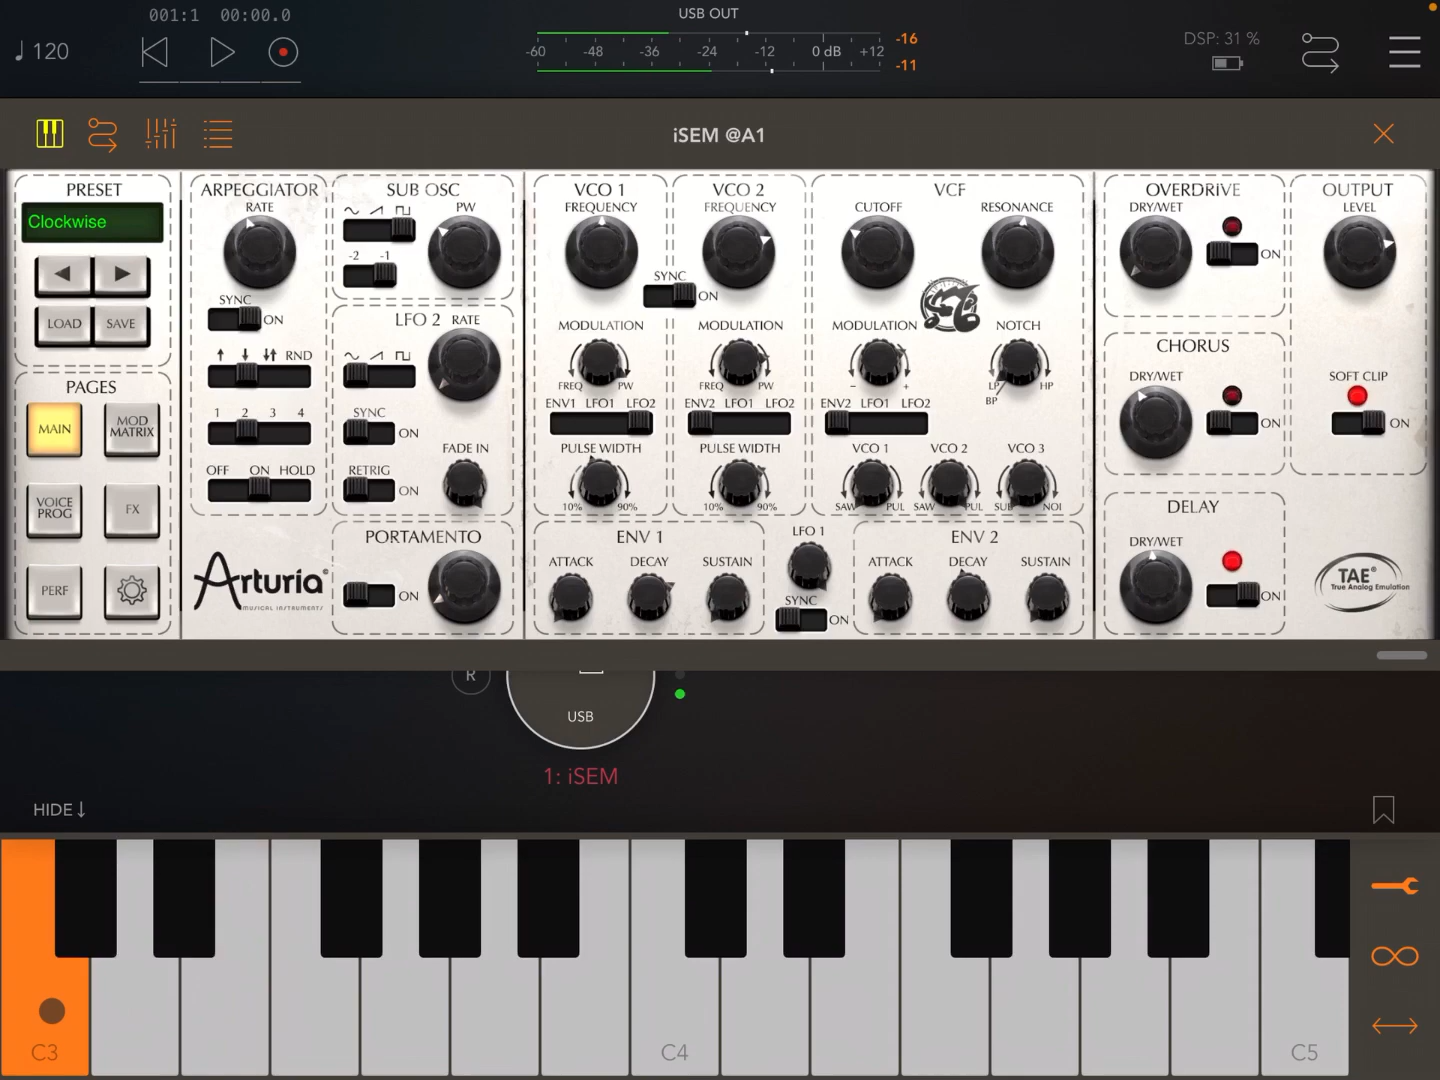 001:1 00:00.0
USB OUT
120
-60 -48 -36 -24 -12 0 dB +12
-16
-11
DSP: 31 %
iSEM @A1
PRESET
Clockwise
LOAD SAVE
PAGES
MAIN
MOD
MATRIX
VOICE
PROG
FX
PERF
ARPEGGIATOR
RATE
SYNC
ON
RND
1 2 3 4
OFF ON HOLD
Arturia
MUSICAL INSTRUMENTS
SUB OSC
PW
-2 -1
LFO 2 RATE
SYNC
ON
FADE IN
RETRIG
ON
PORTAMENTO
ON
VCO 1
FREQUENCY
SYNC
ON
MODULATION
FREQ PW
ENV1 LFO1 LFO2
PULSE WIDTH
10% 90%
VCO 2
FREQUENCY
MODULATION
FREQ PW
ENV2 LFO1 LFO2
PULSE WIDTH
10% 90%
VCF
CUTOFF RESONANCE
MODULATION NOTCH
- +
LP HP
BP
ENV2 LFO1 LFO2
VCO 1 VCO 2 VCO 3
SAW PUL SAW PUL SUB NOI
ENV 1
ATTACK DECAY SUSTAIN
LFO 1
SYNC
ON
ENV 2
ATTACK DECAY SUSTAIN
OVERDRIVE
DRY/WET
ON
CHORUS
DRY/WET
ON
DELAY
DRY/WET
ON
OUTPUT
LEVEL
SOFT CLIP
ON
TAE®
True Analog Emulation
R
USB
1: iSEM
HIDE
C3 C4 C5